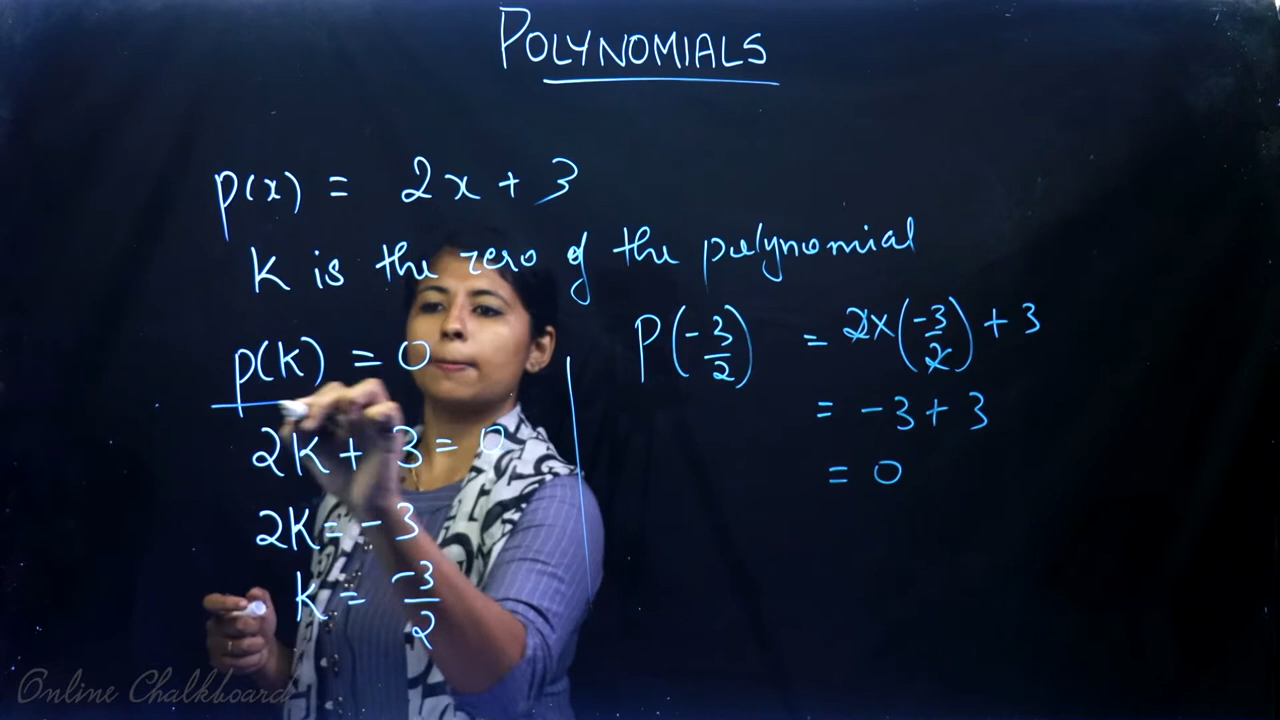 POLYNOMIALS
p(x) = 2x + 3
K is the zero of the polynomial
p(K) = 0
2K + 3 = 0
2K = -3
K = -3/2
P(-3/2) = 2x(-3/2) + 3
= -3 + 3
= 0
Online Chalkboard